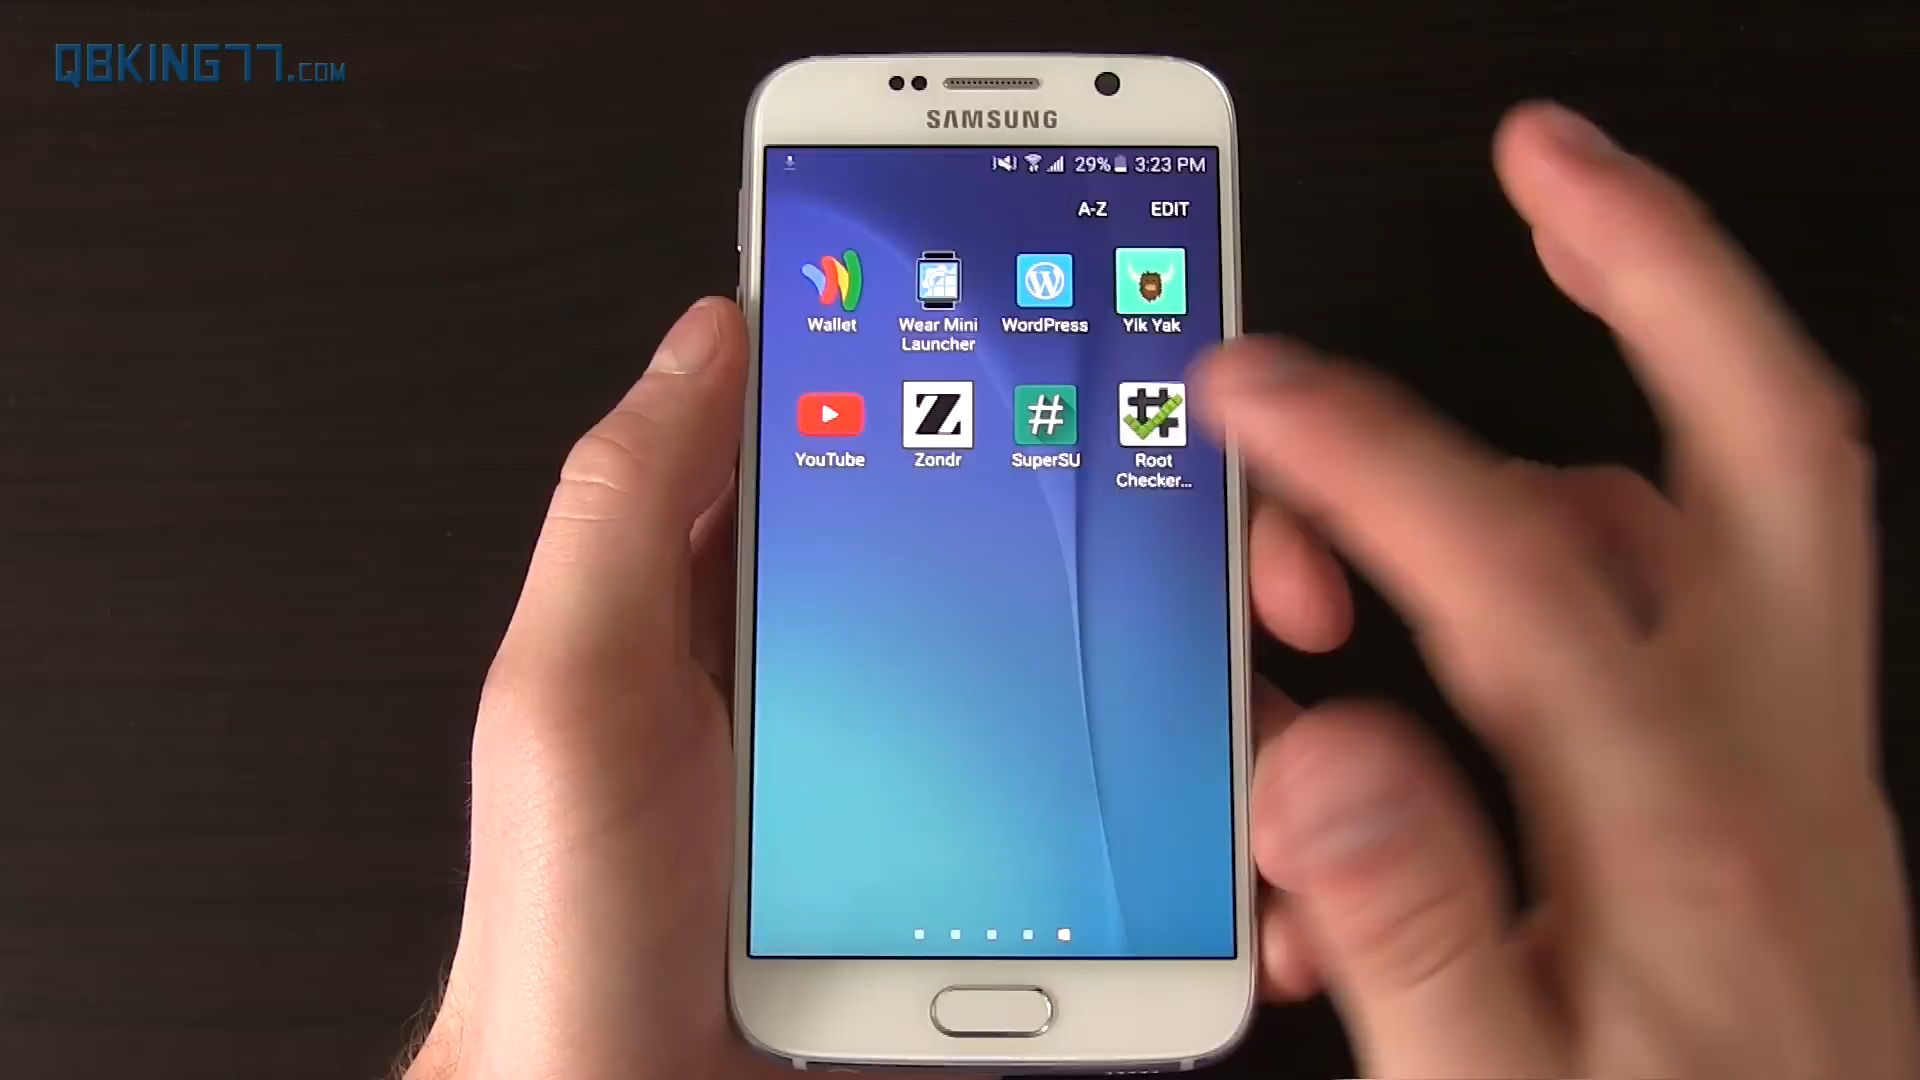 QBKING77.COM
SAMSUNG
29% 3:23 PM
A-Z EDIT
Wallet
Wear Mini
Launcher
WordPress
Yik Yak
YouTube
Zondr
SuperSU
Root
Checker...